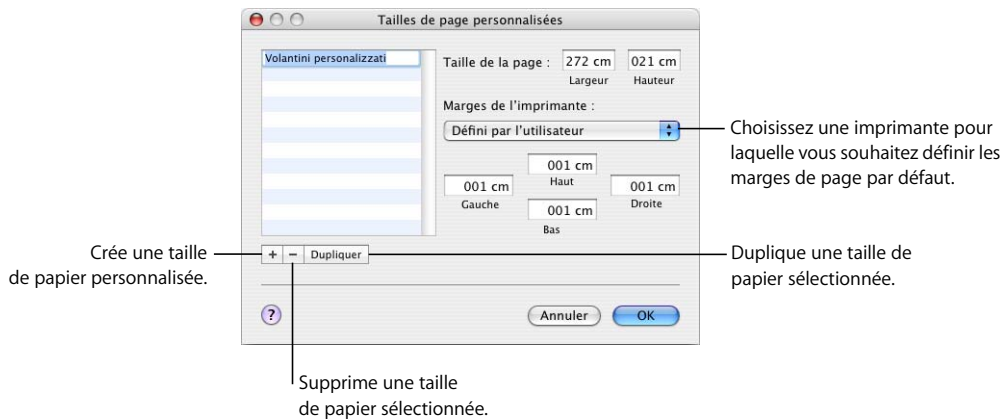 Tailles de page personnalisées
Volantini personalizzati
Taille de la page :
272 cm
021 cm
Largeur
Hauteur
Marges de l'imprimante :
Défini par l'utilisateur
001 cm
Haut
001 cm
001 cm
Gauche
Droite
001 cm
Bas
Choisissez une imprimante pour
laquelle vous souhaitez définir les
marges de page par défaut.
Crée une taille
de papier personnalisée.
+
−
Dupliquer
Duplique une taille de
papier sélectionnée.
?
Annuler
OK
Supprime une taille
de papier sélectionnée.